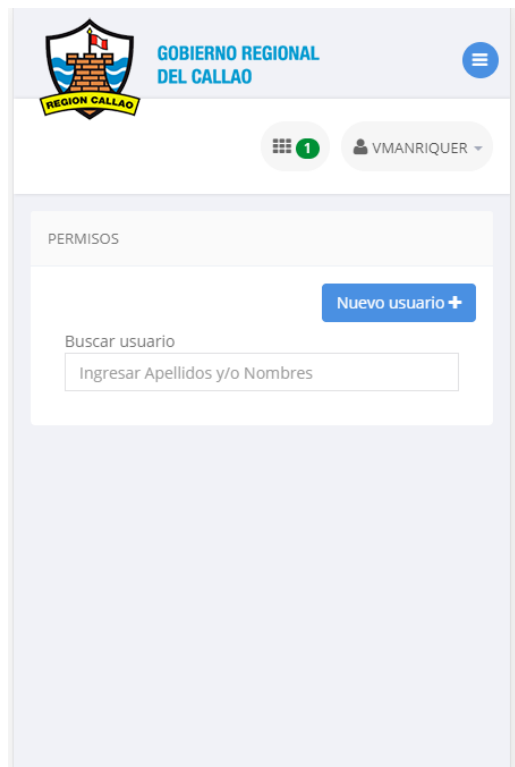 GOBIERNO REGIONAL
DEL CALLAO
REGION CALLAO
1
VMANRIQUER
PERMISOS
Nuevo usuario +
Buscar usuario
Ingresar Apellidos y/o Nombres